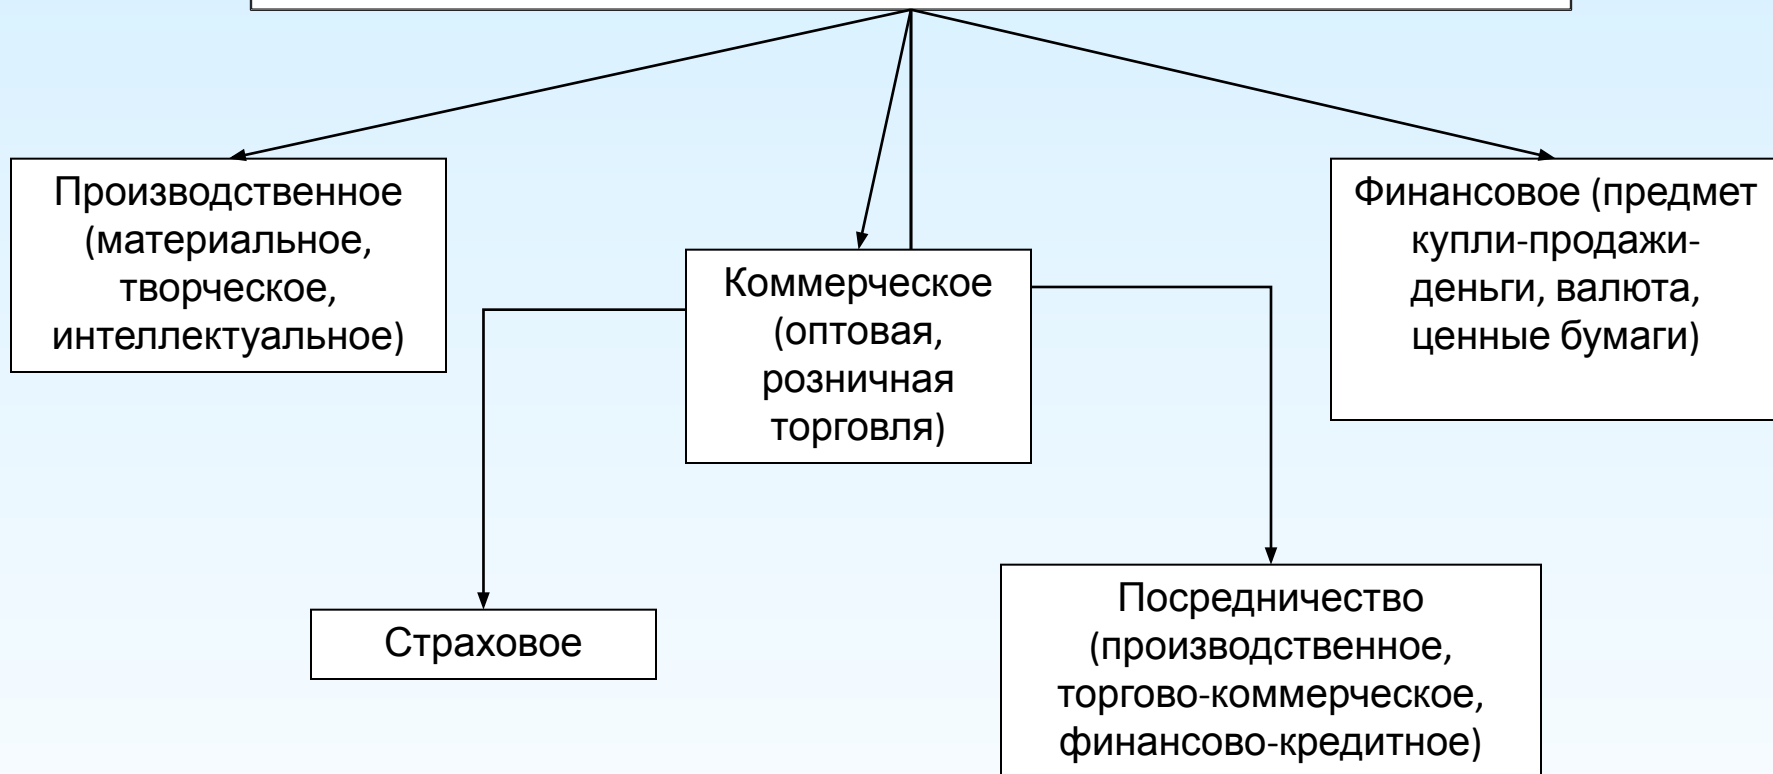 Производственное
(материальное,
творческое,
интеллектуальное)
Коммерческое
(оптовая,
розничная
торговля)
Финансовое (предмет
купли-продажи-
деньги, валюта,
ценные бумаги)
Страховое
Посредничество
(производственное,
торгово-коммерческое,
финансово-кредитное)